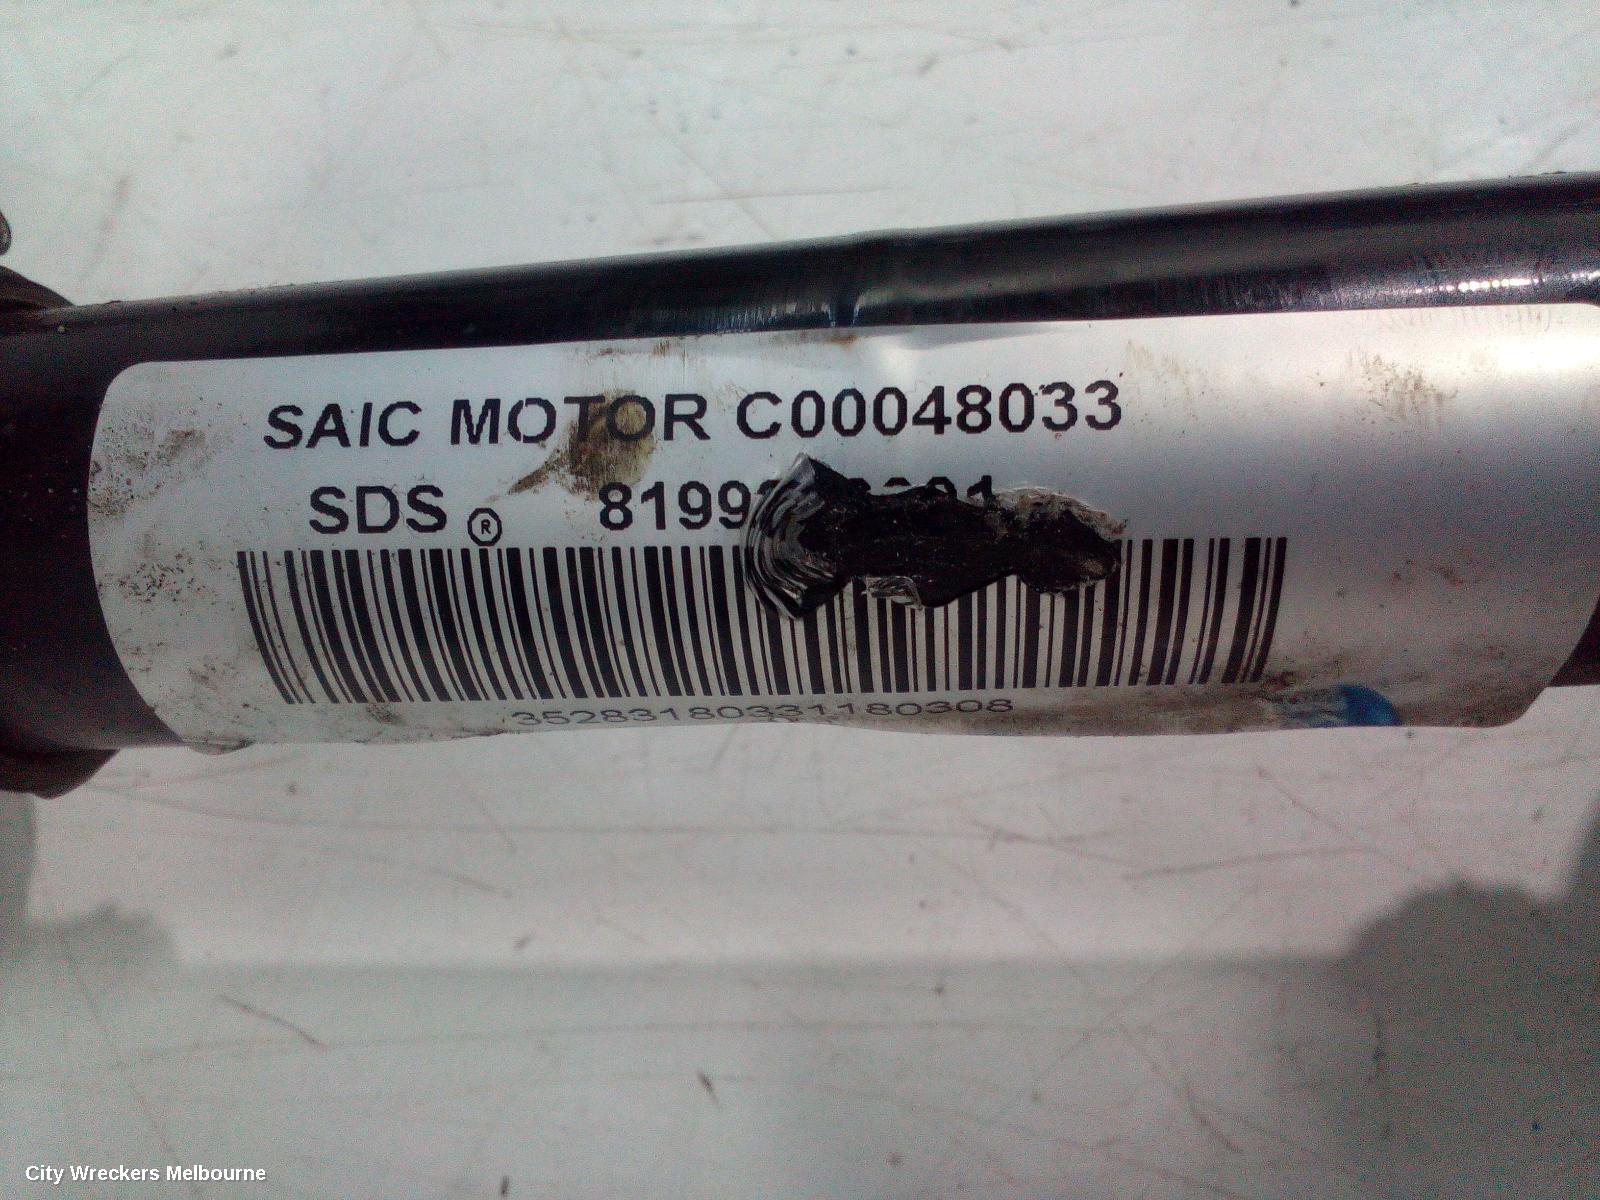 SAIC MOTOR C00048033
SDS ®
35283180331180308
City Wreckers Melbourne